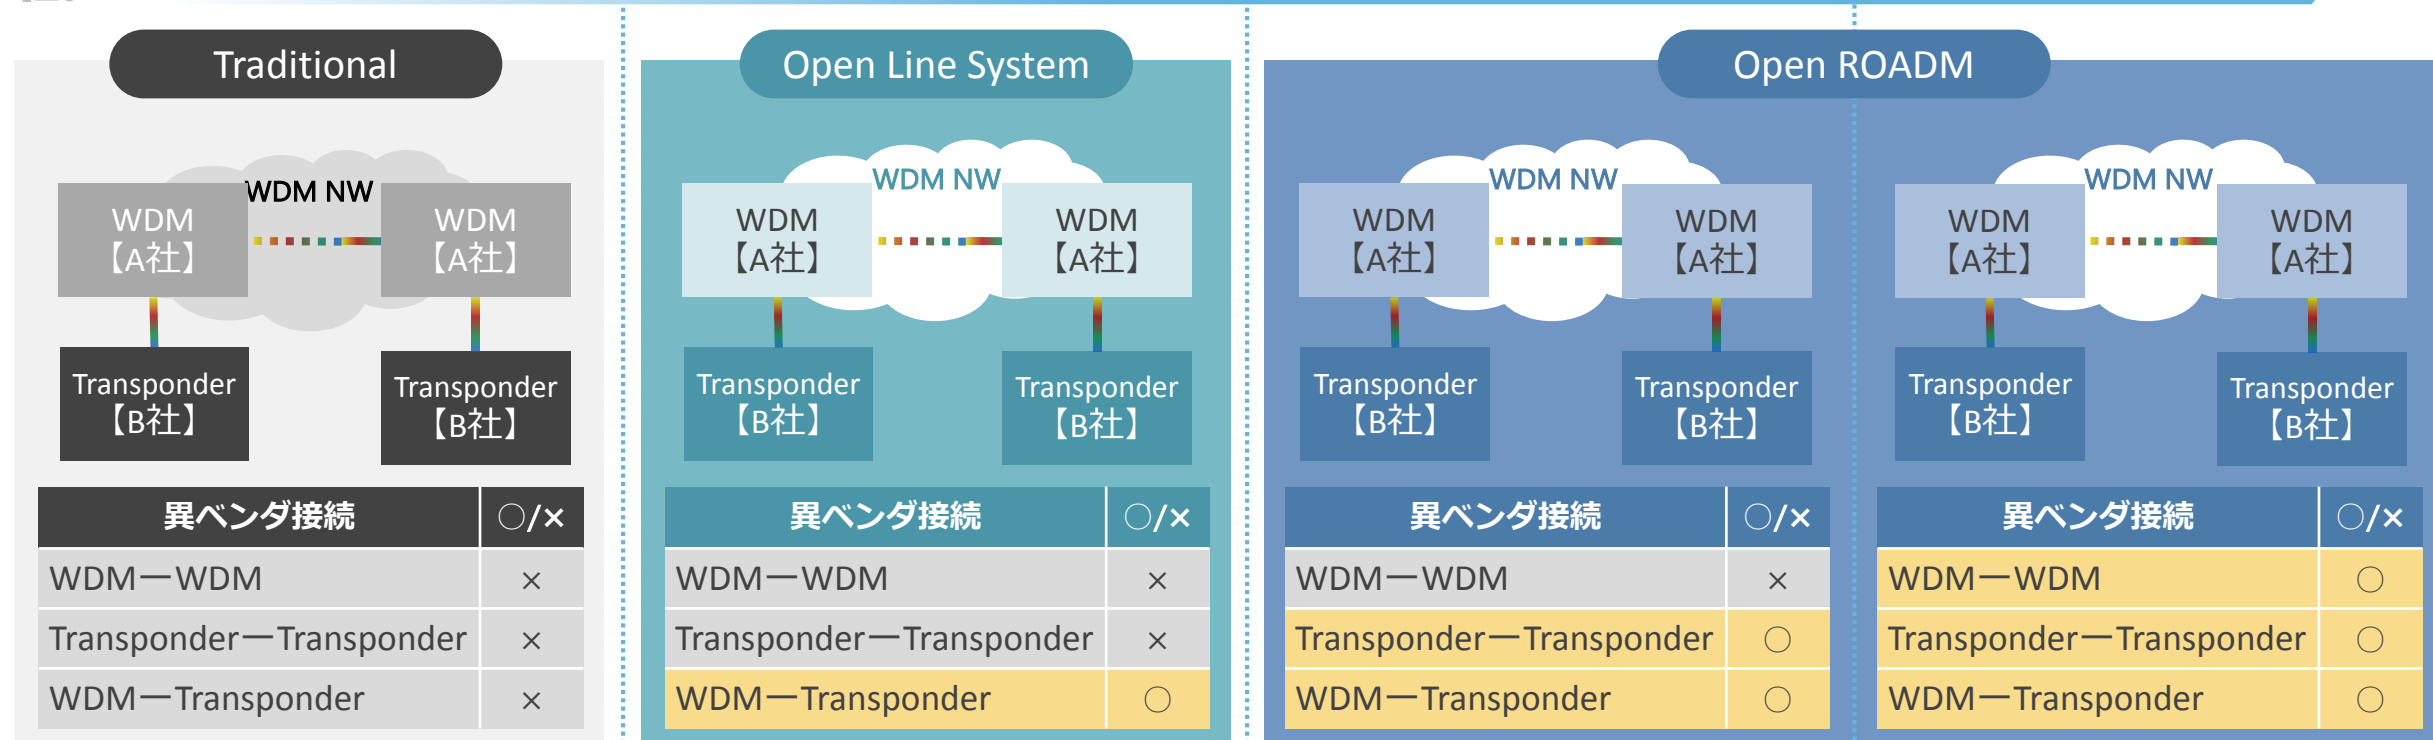 Traditional
WDM NW
WDM
【A社】
WDM
【A社】
Transponder
【B社】
Transponder
【B社】
異ベンダ接続 〇/×
WDMーWDM ×
TransponderーTransponder ×
WDMーTransponder ×
Open Line System
WDM NW
WDM
【A社】
WDM
【A社】
Transponder
【B社】
Transponder
【B社】
異ベンダ接続 〇/×
WDMーWDM ×
TransponderーTransponder ×
WDMーTransponder 〇
Open ROADM
WDM NW
WDM
【A社】
WDM
【A社】
Transponder
【B社】
Transponder
【B社】
異ベンダ接続 〇/×
WDMーWDM ×
TransponderーTransponder 〇
WDMーTransponder 〇
WDM NW
WDM
【A社】
WDM
【A社】
Transponder
【B社】
Transponder
【B社】
異ベンダ接続 〇/×
WDMーWDM 〇
TransponderーTransponder 〇
WDMーTransponder 〇